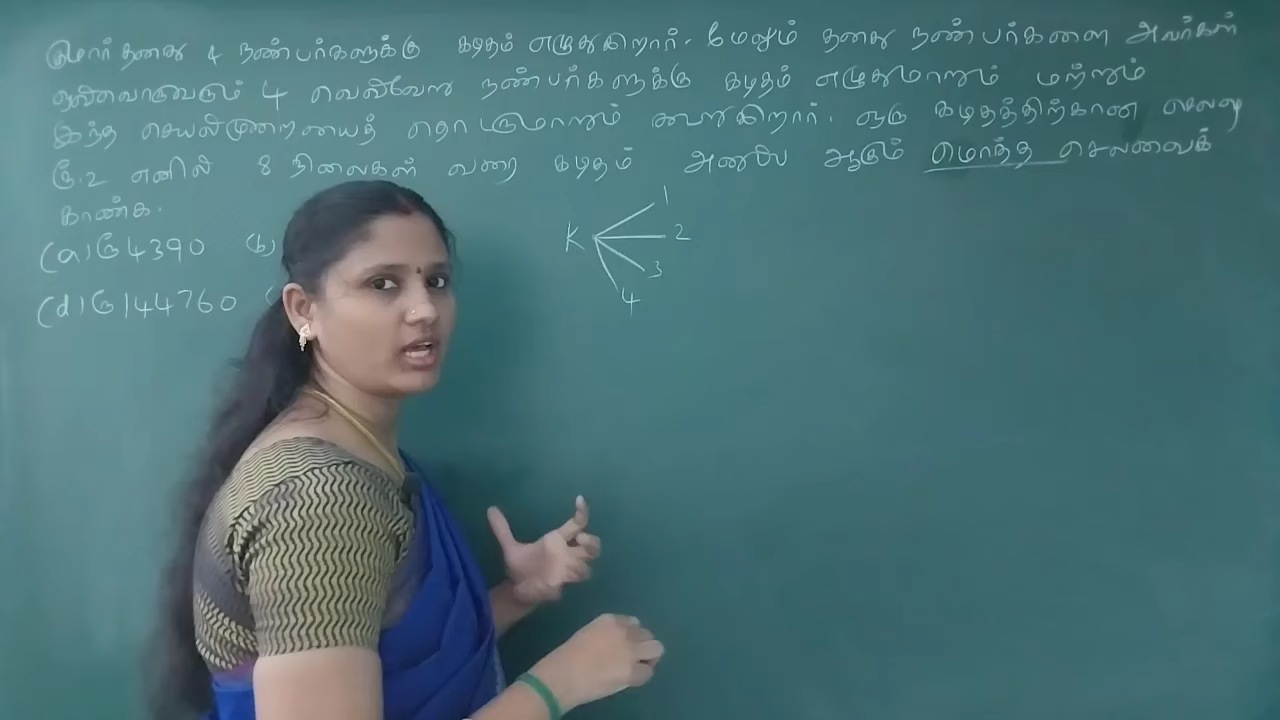 குமார் தனது 4 நண்பர்களுக்கு கடிதம் எழுதுகிறார். மேலும் தனது நண்பர்களை அவர்கள்
ஒவ்வொருவரும் 4 வெவ்வேறு நண்பர்களுக்கு கடிதம் எழுதுமாறும் மற்றும்
இந்த செயல்முறையைத் தொடருமாறும் கூறுகிறார். ஒரு கடிதத்திற்கான செலவு
ரூ.2 எனில் 8 நிலைகள் வரை கடிதம் அனுப்ப ஆகும் மொத்த செலவைக்
காண்க.
(a) ரூ 4390 (b)
(d) ரூ 144760 (
K 1
2
3
4